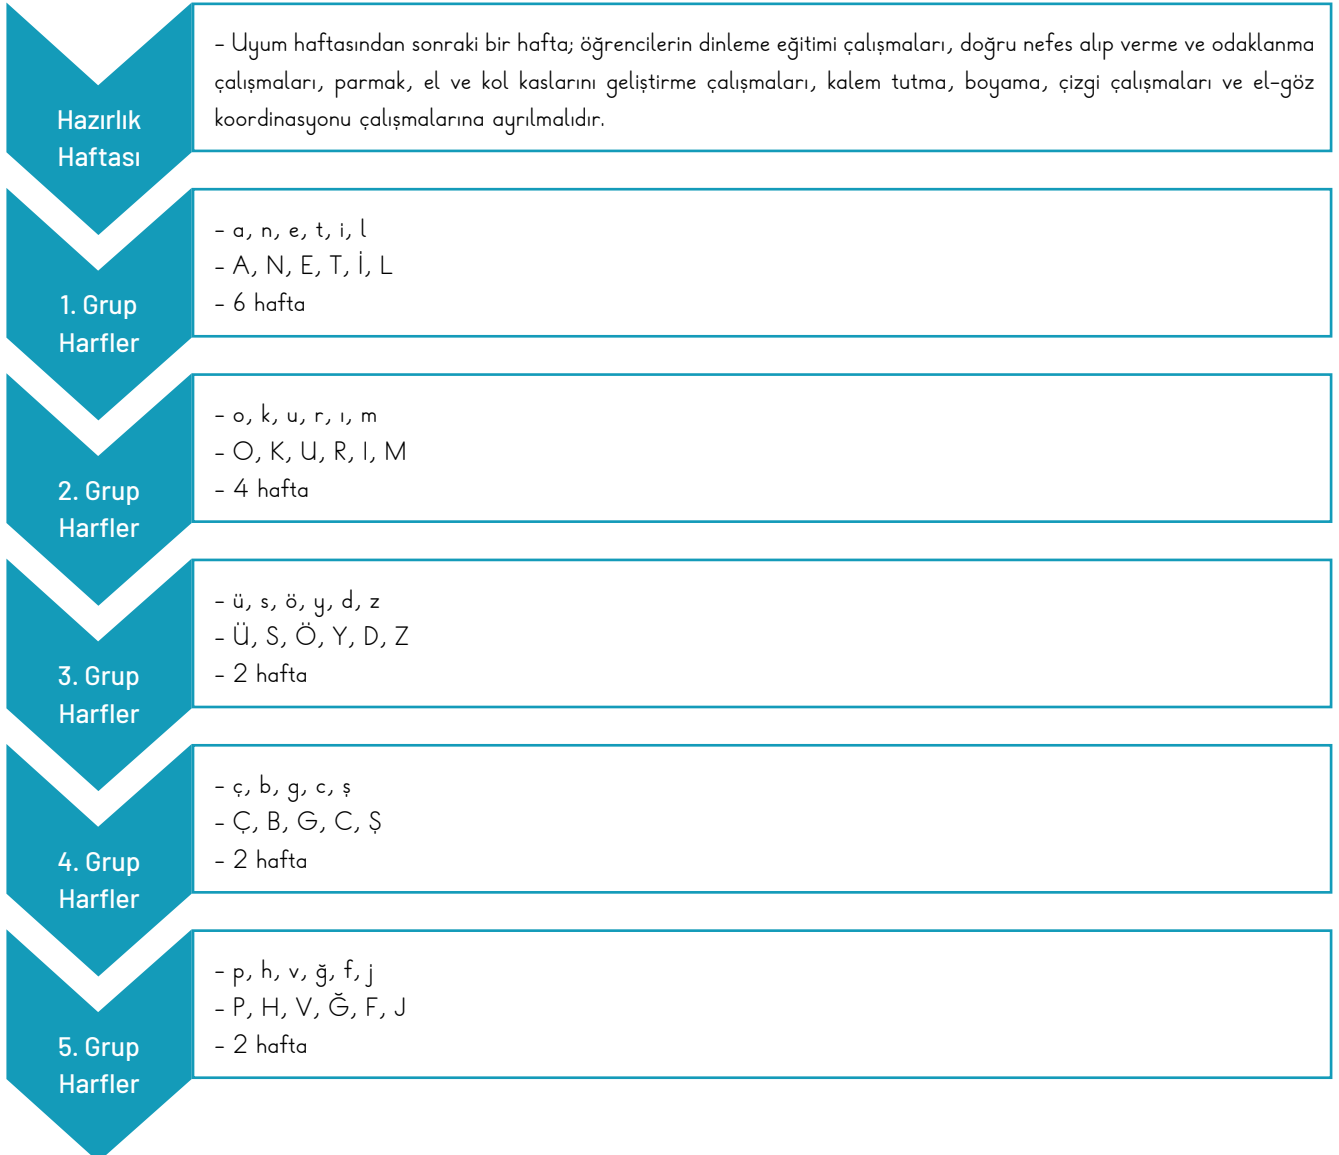 Hazırlık
Haftası
- Uyum haftasından sonraki bir hafta; öğrencilerin dinleme eğitimi çalışmaları, doğru nefes alıp verme ve odaklanma
çalışmaları, parmak, el ve kol kaslarını geliştirme çalışmaları, kalem tutma, boyama, çizgi çalışmaları ve el-göz
koordinasyonu çalışmalarına ayrılmalıdır.
1. Grup
Harfler
- a, n, e, t, i, l
- A, N, E, T, İ, L
- 6 hafta
2. Grup
Harfler
- o, k, u, r, ı, m
- O, K, U, R, I, M
- 4 hafta
3. Grup
Harfler
- ü, s, ö, y, d, z
- Ü, S, Ö, Y, D, Z
- 2 hafta
4. Grup
Harfler
- ç, b, g, c, ş
- Ç, B, G, C, Ş
- 2 hafta
5. Grup
Harfler
- p, h, v, ğ, f, j
- P, H, V, Ğ, F, J
- 2 hafta